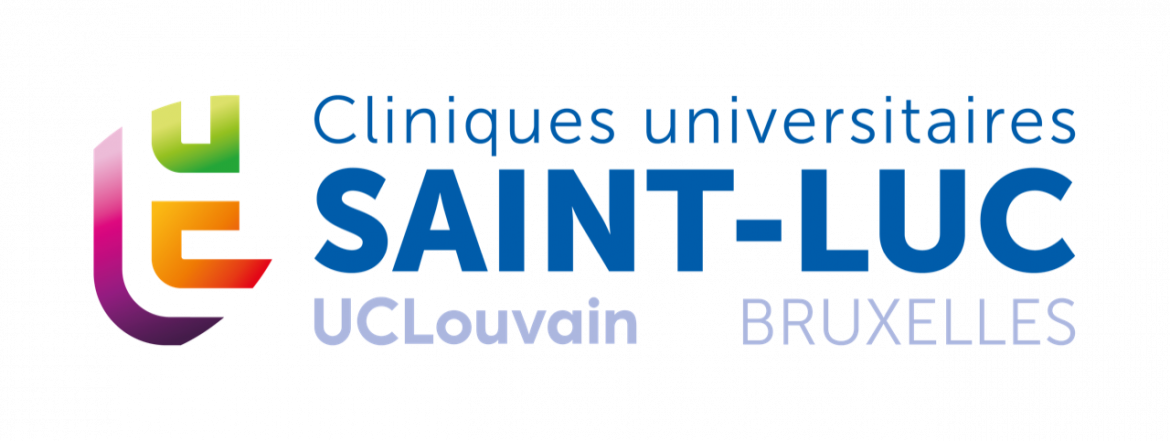 Cliniques universitaires
SAINT-LUC
UCLouvain BRUXELLES